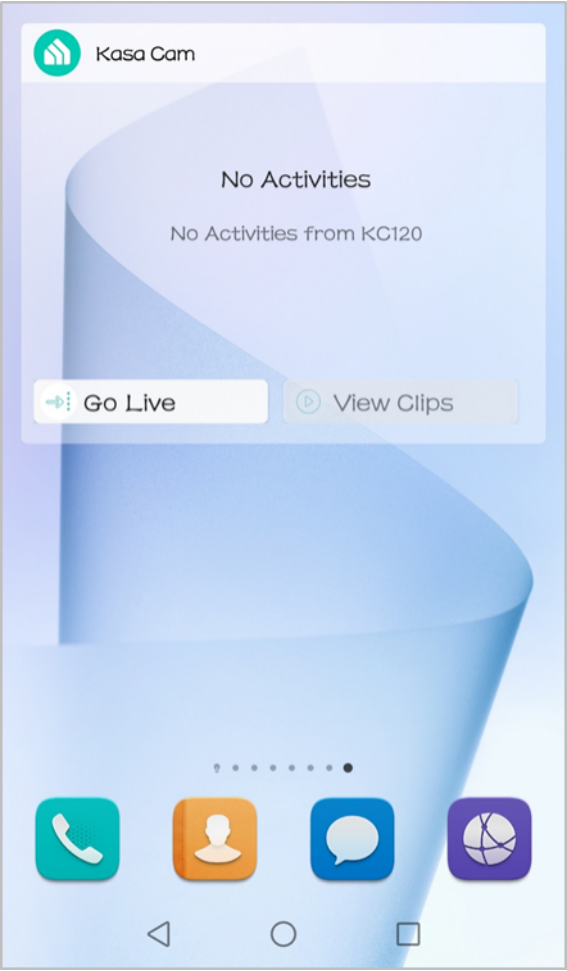 Kasa Cam
No Activities
No Activities from KC120
Go Live
View Clips